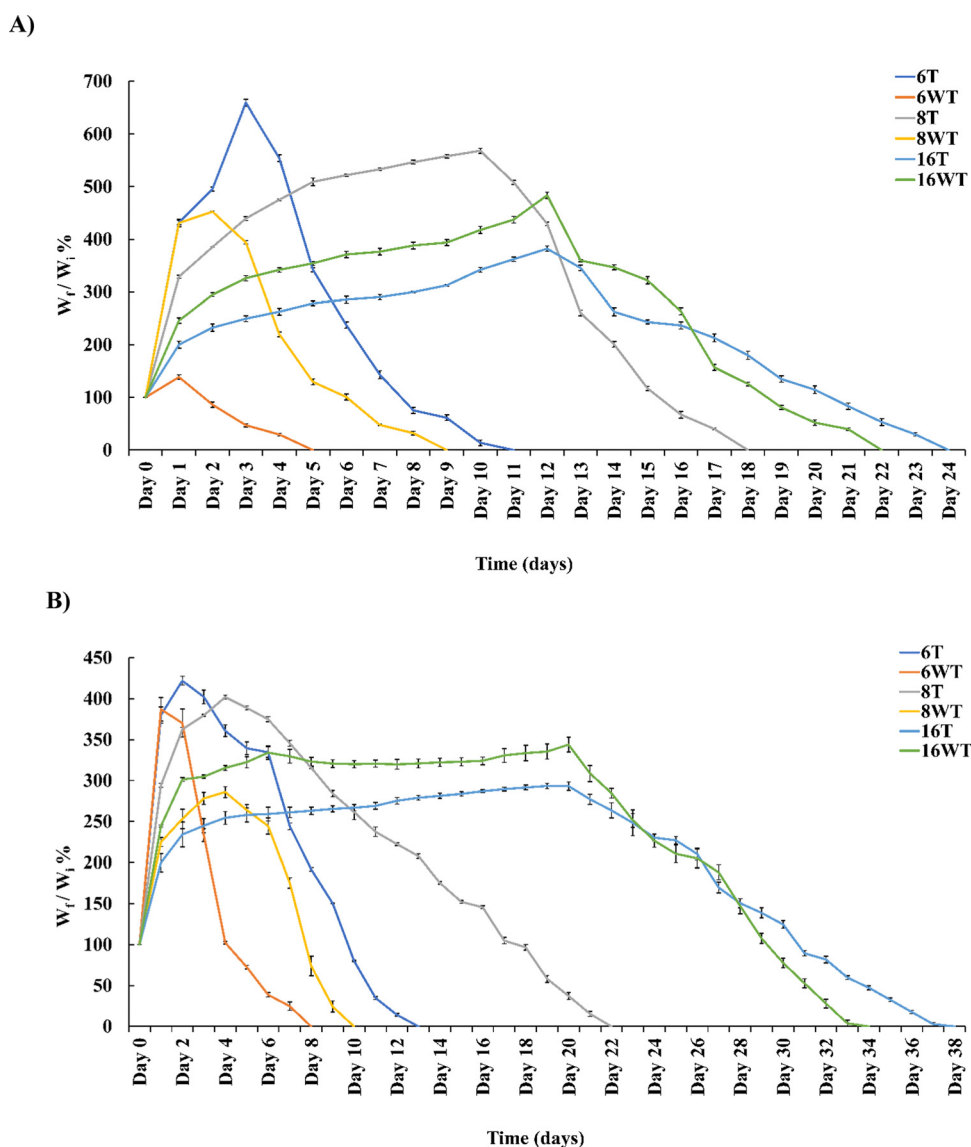 A)
700
600
500
400
300
200
100
0
W_f / W_i %
Day 0
Day 1
Day 2
Day 3
Day 4
Day 5
Day 6
Day 7
Day 8
Day 9
Day 10
Day 11
Day 12
Day 13
Day 14
Day 15
Day 16
Day 17
Day 18
Day 19
Day 20
Day 21
Day 22
Day 23
Day 24
Time (days)
6T
6WT
8T
8WT
16T
16WT
B)
450
400
350
300
250
200
150
100
50
0
W_f / W_i %
Day 0
Day 2
Day 4
Day 6
Day 8
Day 10
Day 12
Day 14
Day 16
Day 18
Day 20
Day 22
Day 24
Day 26
Day 28
Day 30
Day 32
Day 34
Day 36
Day 38
Time (days)
6T
6WT
8T
8WT
16T
16WT